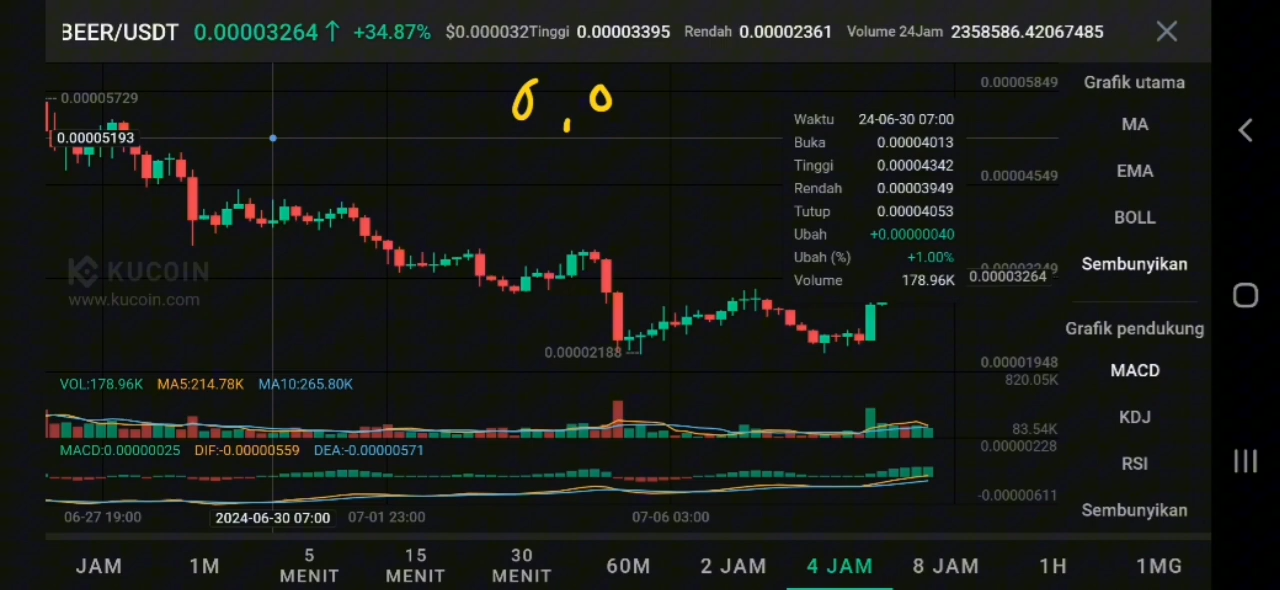 BEER/USDT 0.00003264↑ +34.87% $0.000032 Tinggi 0.00003395 Rendah 0.00002361 Volume 24Jam 2358586.42067485
0.00005729
0.00005193
Waktu 24-06-30 07:00
Buka 0.00004013
Tinggi 0.00004342
Rendah 0.00003949
Tutup 0.00004053
Ubah +0.00000040
Ubah (%) +1.00%
Volume 178.96K
0.00005849
0.00004549
0.00003249
0.00003264
0.00001948
KUCOIN
www.kucoin.com
0.00002188
Grafik utama
MA
EMA
BOLL
Sembunyikan
Grafik pendukung
MACD
KDJ
RSI
Sembunyikan
VOL:178.96K MA5:214.78K MA10:265.80K
820.05K
83.54K
MACD:0.00000025 DIF:-0.00000559 DEA:-0.00000571
0.00000228
-0.00000611
06-27 19:00 2024-06-30 07:00 07-01 23:00 07-06 03:00
JAM 1M 5 MENIT 15 MENIT 30 MENIT 60M 2 JAM 4 JAM 8 JAM 1H 1MG